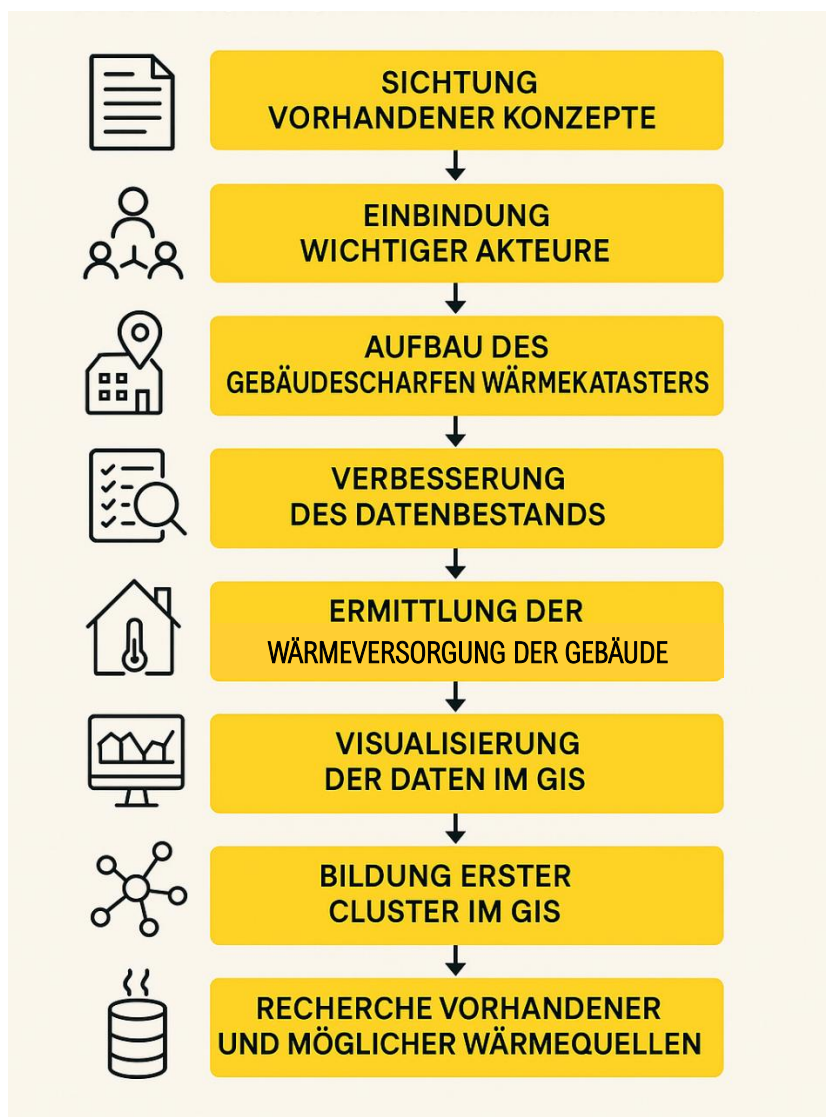 SICHTUNG
VORHANDENER KONZEPTE
EINBINDUNG
WICHTIGER AKTEURE
AUFBAU DES
GEBÄUDESCHARFEN WÄRMEKATASTERS
VERBESSERUNG
DES DATENBESTANDS
ERMITTLUNG DER
WÄRMEVERSORGUNG DER GEBÄUDE
VISUALISIERUNG
DER DATEN IM GIS
BILDUNG ERSTER
CLUSTER IM GIS
RECHERCHE VORHANDENER
UND MÖGLICHER WÄRMEQUELLEN